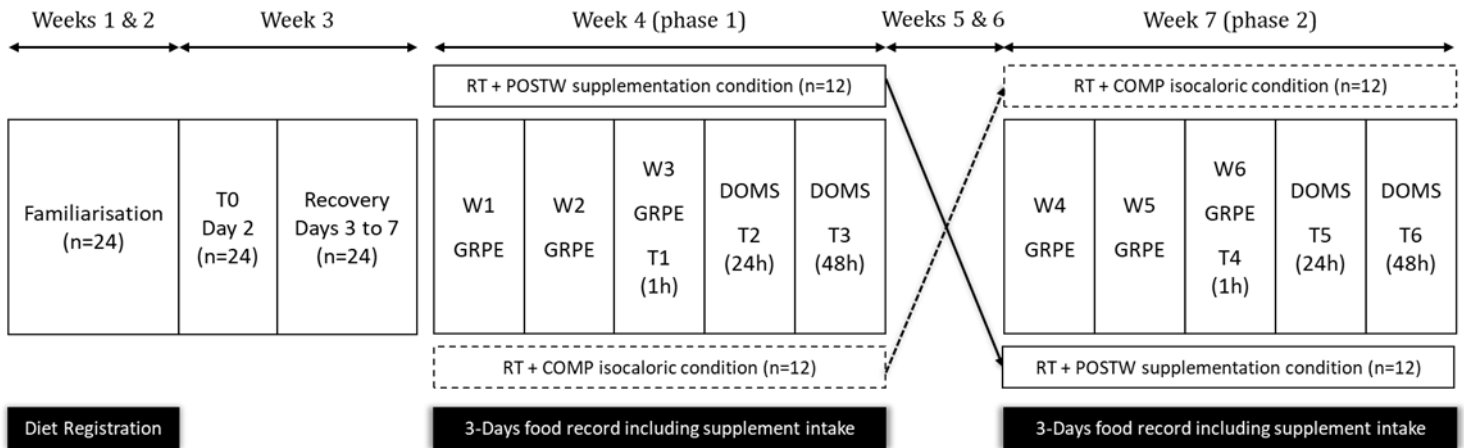 Weeks 1 & 2
Week 3
Week 4 (phase 1)
Weeks 5 & 6
Week 7 (phase 2)
RT + POSTW supplementation condition (n=12)
RT + COMP isocaloric condition (n=12)
Familiarisation
(n=24)
T0
Day 2
(n=24)
Recovery
Days 3 to 7
(n=24)
W1
GRPE
W2
GRPE
W3
GRPE
T1
(1h)
DOMS
T2
(24h)
DOMS
T3
(48h)
W4
GRPE
W5
GRPE
W6
GRPE
T4
(1h)
DOMS
T5
(24h)
DOMS
T6
(48h)
RT + COMP isocaloric condition (n=12)
RT + POSTW supplementation condition (n=12)
Diet Registration
3-Days food record including supplement intake
3-Days food record including supplement intake